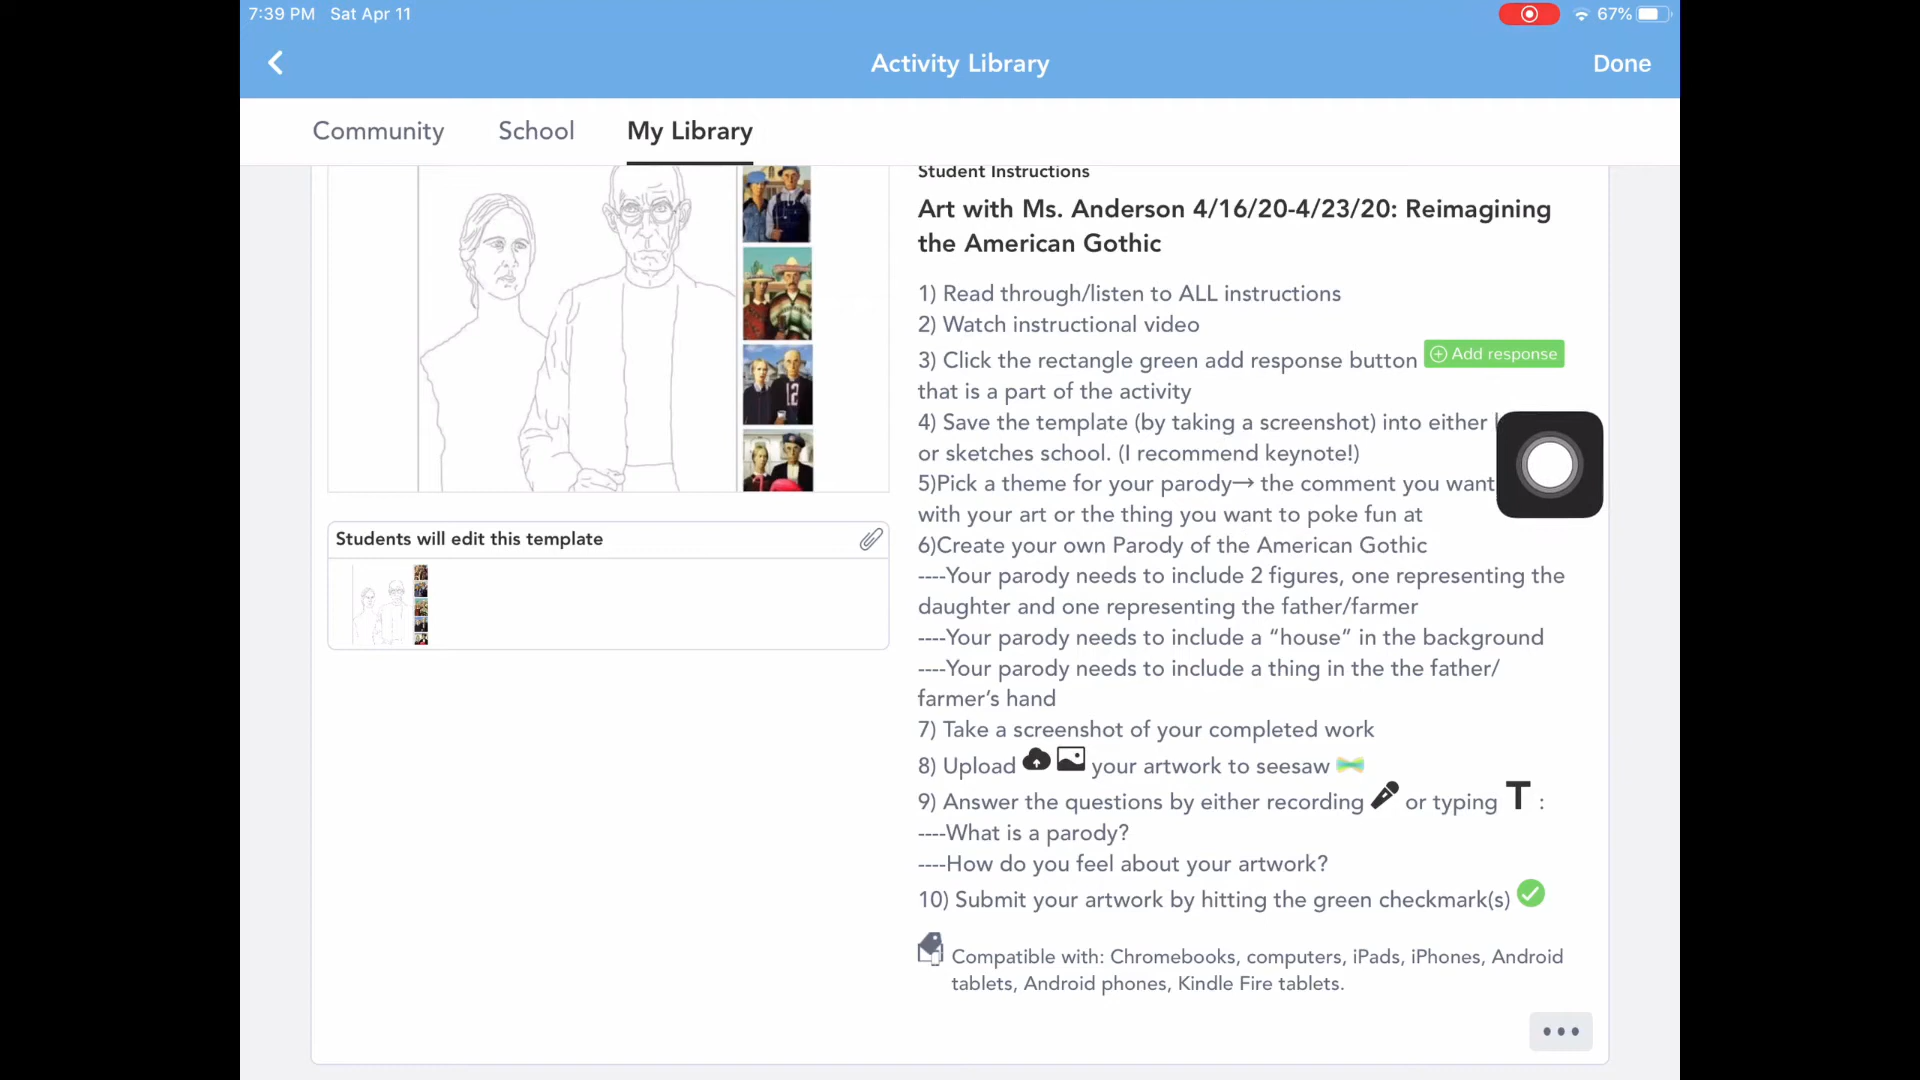 7:39 PM Sat Apr 11
67%
Activity Library
Done
Community
School
My Library
Student Instructions
Art with Ms. Anderson 4/16/20-4/23/20: Reimagining
the American Gothic
1) Read through/listen to ALL instructions
2) Watch instructional video
3) Click the rectangle green add response button Add response
that is a part of the activity
4) Save the template (by taking a screenshot) into either
or sketches school. (I recommend keynote!)
5)Pick a theme for your parody→ the comment you want
with your art or the thing you want to poke fun at
6)Create your own Parody of the American Gothic
----Your parody needs to include 2 figures, one representing the
daughter and one representing the father/farmer
----Your parody needs to include a “house” in the background
----Your parody needs to include a thing in the the father/
farmer’s hand
7) Take a screenshot of your completed work
8) Upload your artwork to seesaw
9) Answer the questions by either recording or typing T :
----What is a parody?
----How do you feel about your artwork?
10) Submit your artwork by hitting the green checkmark(s)
Compatible with: Chromebooks, computers, iPads, iPhones, Android
tablets, Android phones, Kindle Fire tablets.
Students will edit this template
12